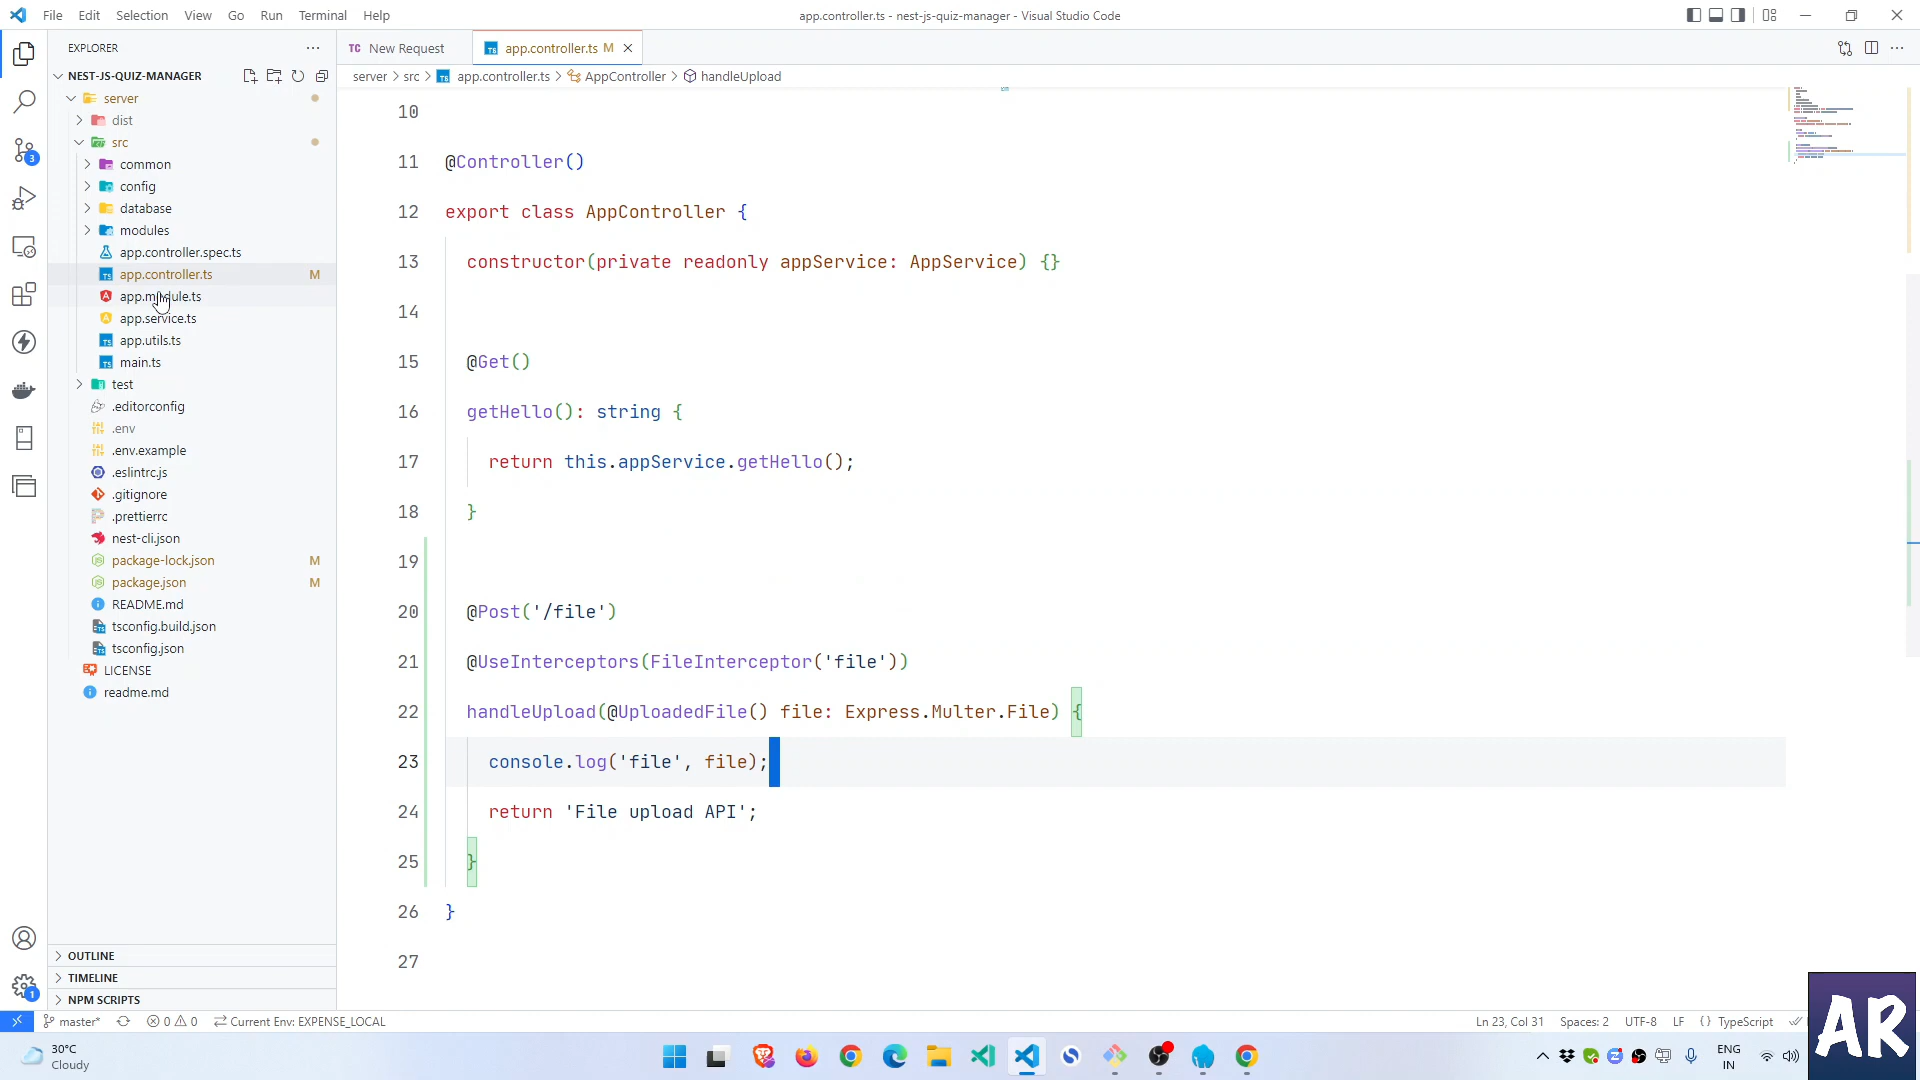 File Edit Selection View Go Run Terminal Help
app.controller.ts - nest-js-quiz-manager - Visual Studio Code
EXPLORER
TC New Request
TS app.controller.ts M
NEST-JS-QUIZ-MANAGER
server > src > TS app.controller.ts > AppController > handleUpload
server
dist
src
common
config
database
modules
app.controller.spec.ts
TS app.controller.ts M
app.module.ts
app.service.ts
TS app.utils.ts
TS main.ts
test
.editorconfig
.env
.env.example
.eslintrc.js
.gitignore
.prettierrc
nest-cli.json
package-lock.json M
package.json M
README.md
tsconfig.build.json
tsconfig.json
LICENSE
readme.md
OUTLINE
TIMELINE
NPM SCRIPTS
3
1
10
11 @Controller()
12 export class AppController {
13 constructor(private readonly appService: AppService) {}
14
15 @Get()
16 getHello(): string {
17 return this.appService.getHello();
18 }
19
20 @Post('/file')
21 @UseInterceptors(FileInterceptor('file'))
22 handleUpload(@UploadedFile() file: Express.Multer.File) {
23 console.log('file', file);
24 return 'File upload API';
25 }
26 }
27
master* 0 0 Current Env: EXPENSE_LOCAL
Ln 23, Col 31 Spaces: 2 UTF-8 LF {} TypeScript
30°C
Cloudy
ENG
IN
AR